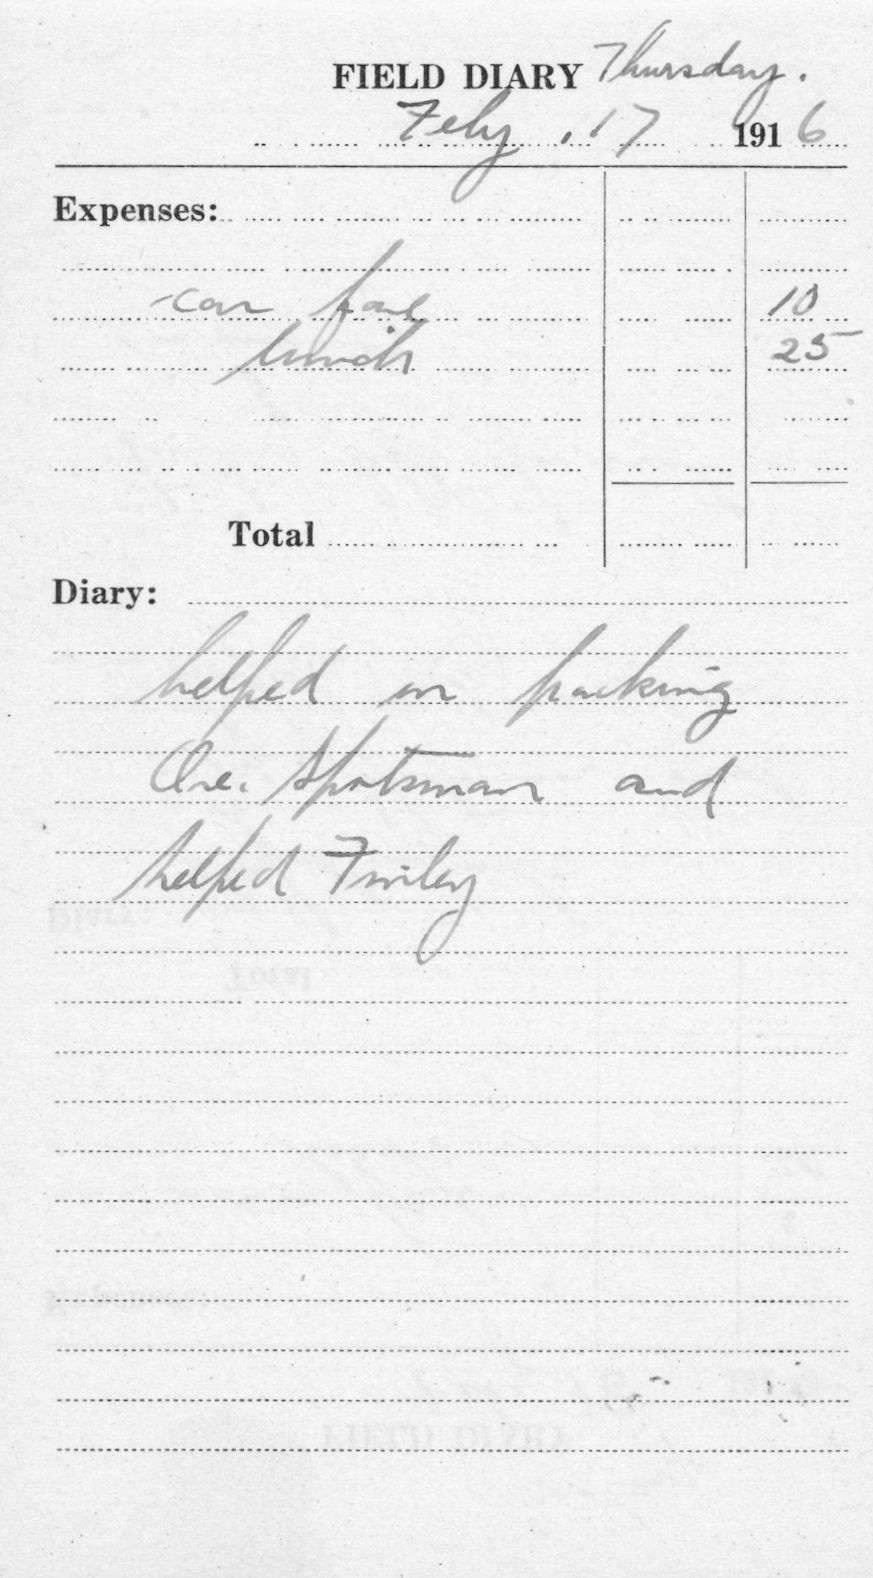 FIELD DIARY Thursday.
Feby. 17 1916
Expenses:
car fare 10
lunch 25
Total
Diary:
helped on packing
Ore. Sportsman and
helped Finley